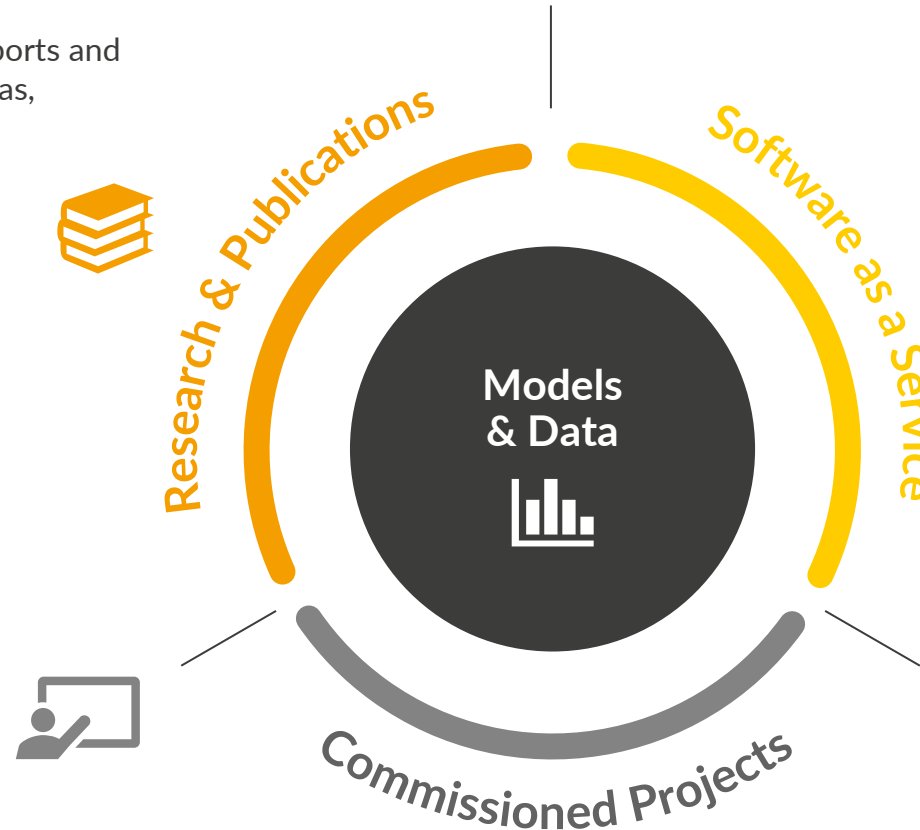 ports and
as,
Research & Publications
Software as a Service
Models
& Data
Commissioned Projects